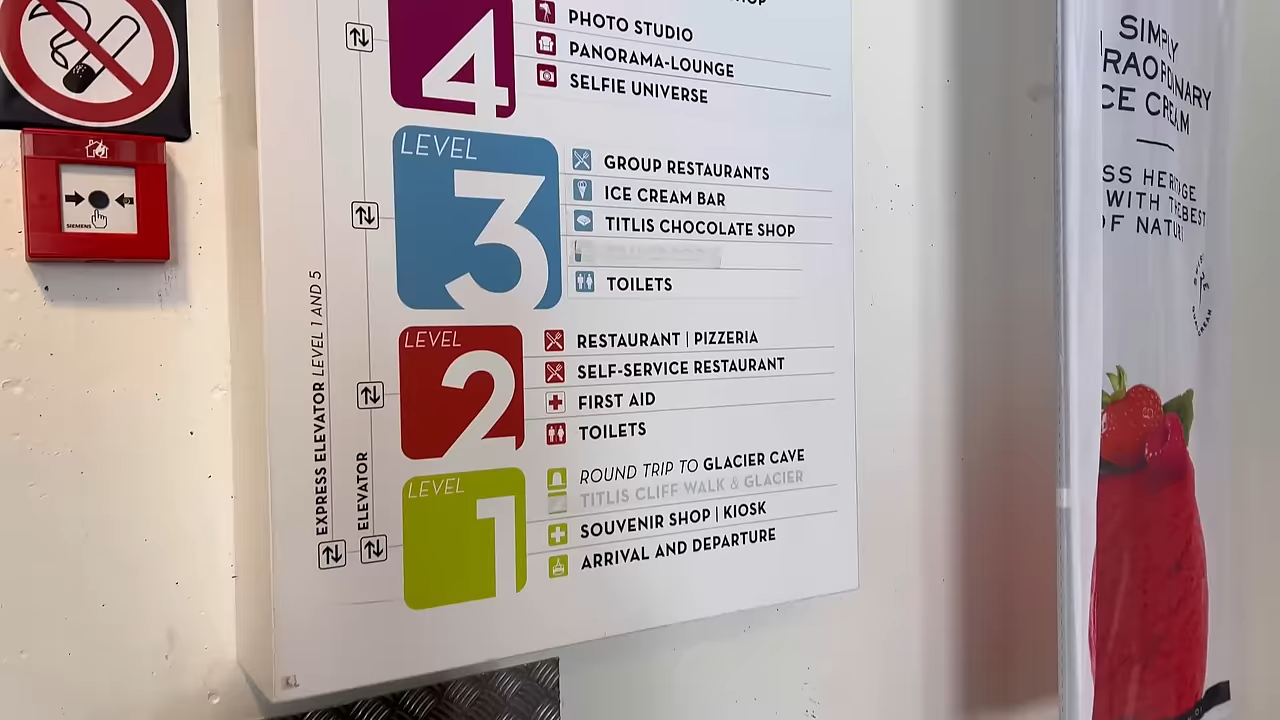 4
PHOTO STUDIO
PANORAMA-LOUNGE
SELFIE UNIVERSE
LEVEL
3
GROUP RESTAURANTS
ICE CREAM BAR
TITLIS CHOCOLATE SHOP
TOILETS
LEVEL
2
RESTAURANT | PIZZERIA
SELF-SERVICE RESTAURANT
FIRST AID
TOILETS
LEVEL
1
ROUND TRIP TO GLACIER CAVE
TITLIS CLIFF WALK & GLACIER
SOUVENIR SHOP | KIOSK
ARRIVAL AND DEPARTURE
EXPRESS ELEVATOR LEVEL 1 AND 5
ELEVATOR
SIEMENS
SIMPLY
RAORDINARY
CE CREAM
SS HERITAGE
WITH THE BEST
OF NATUR